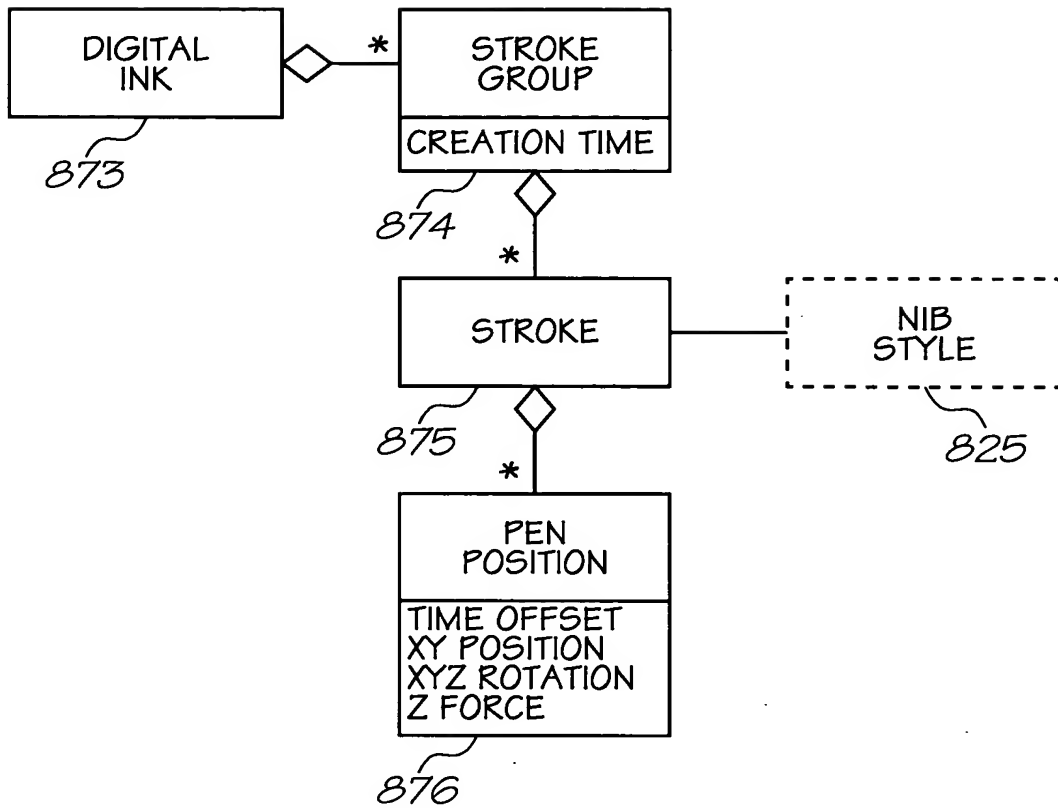 DIGITAL
INK
873
*
STROKE
GROUP
CREATION TIME
874
*
STROKE
875
NIB
STYLE
825
*
PEN
POSITION
TIME OFFSET
XY POSITION
XYZ ROTATION
Z FORCE
876